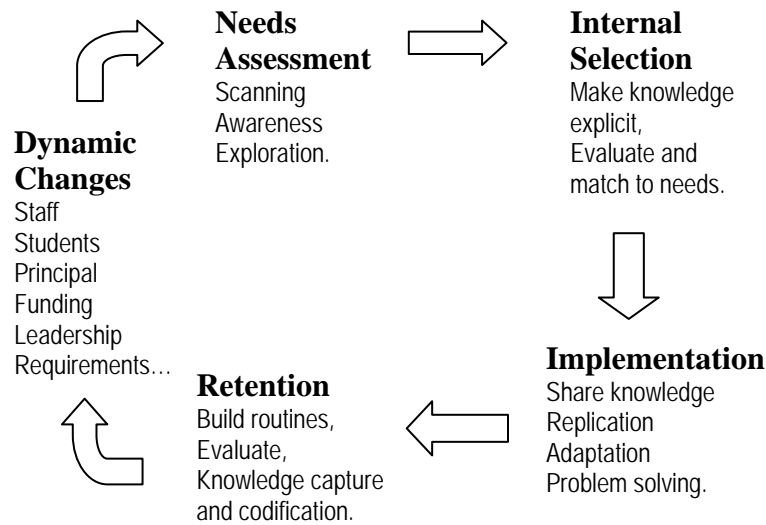 Needs
Assessment
Scanning
Awareness
Exploration.
Internal
Selection
Make knowledge
explicit,
Evaluate and
match to needs.
Implementation
Share knowledge
Replication
Adaptation
Problem solving.
Retention
Build routines,
Evaluate,
Knowledge capture
and codification.
Dynamic
Changes
Staff
Students
Principal
Funding
Leadership
Requirements…